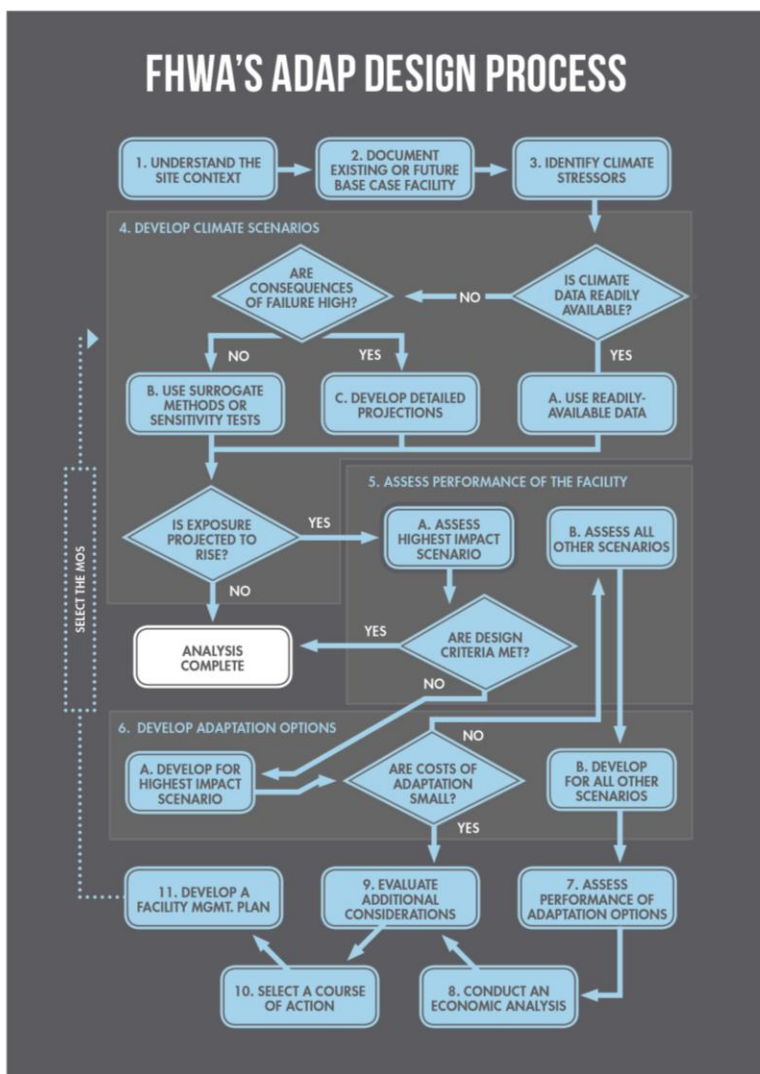 FHWA'S ADAP DESIGN PROCESS
1. UNDERSTAND THE
SITE CONTEXT
2. DOCUMENT
EXISTING OR FUTURE
BASE CASE FACILITY
3. IDENTIFY CLIMATE
STRESSORS
4. DEVELOP CLIMATE SCENARIOS
ARE
CONSEQUENCES
OF FAILURE HIGH?
NO
IS CLIMATE
DATA READILY
AVAILABLE?
NO
YES
YES
B. USE SURROGATE
METHODS OR
SENSITIVITY TESTS
C. DEVELOP DETAILED
PROJECTIONS
A. USE READILY-
AVAILABLE DATA
5. ASSESS PERFORMANCE OF THE FACILITY
IS EXPOSURE
PROJECTED TO
RISE?
YES
A. ASSESS
HIGHEST IMPACT
SCENARIO
B. ASSESS ALL
OTHER SCENARIOS
NO
SELECT THE MOS
ANALYSIS
COMPLETE
YES
ARE DESIGN
CRITERIA MET?
NO
6. DEVELOP ADAPTATION OPTIONS
NO
A. DEVELOP FOR
HIGHEST IMPACT
SCENARIO
ARE COSTS OF
ADAPTATION
SMALL?
B. DEVELOP
FOR ALL OTHER
SCENARIOS
YES
11. DEVELOP A
FACILITY MGMT. PLAN
9. EVALUATE
ADDITIONAL
CONSIDERATIONS
7. ASSESS
PERFORMANCE OF
ADAPTATION OPTIONS
10. SELECT A COURSE
OF ACTION
8. CONDUCT AN
ECONOMIC ANALYSIS